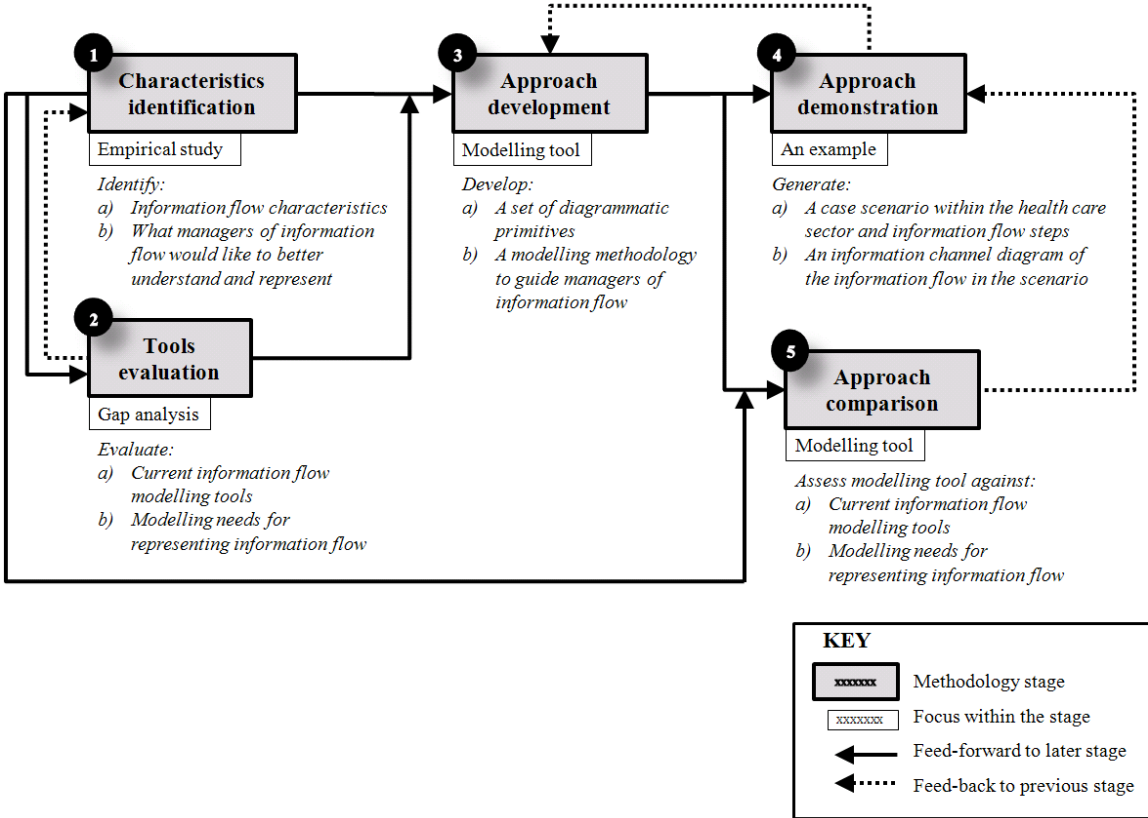 1
Characteristics
identification
Empirical study
Identify:
a) Information flow characteristics
b) What managers of information
flow would like to better
understand and represent
2
Tools
evaluation
Gap analysis
Evaluate:
a) Current information flow
modelling tools
b) Modelling needs for
representing information flow
3
Approach
development
Modelling tool
Develop:
a) A set of diagrammatic
primitives
b) A modelling methodology
to guide managers of
information flow
4
Approach
demonstration
An example
Generate:
a) A case scenario within the health care
sector and information flow steps
b) An information channel diagram of
the information flow in the scenario
5
Approach
comparison
Modelling tool
Assess modelling tool against:
a) Current information flow
modelling tools
b) Modelling needs for
representing information flow
KEY
xxxxxxx Methodology stage
xxxxxxx Focus within the stage
Feed-forward to later stage
Feed-back to previous stage